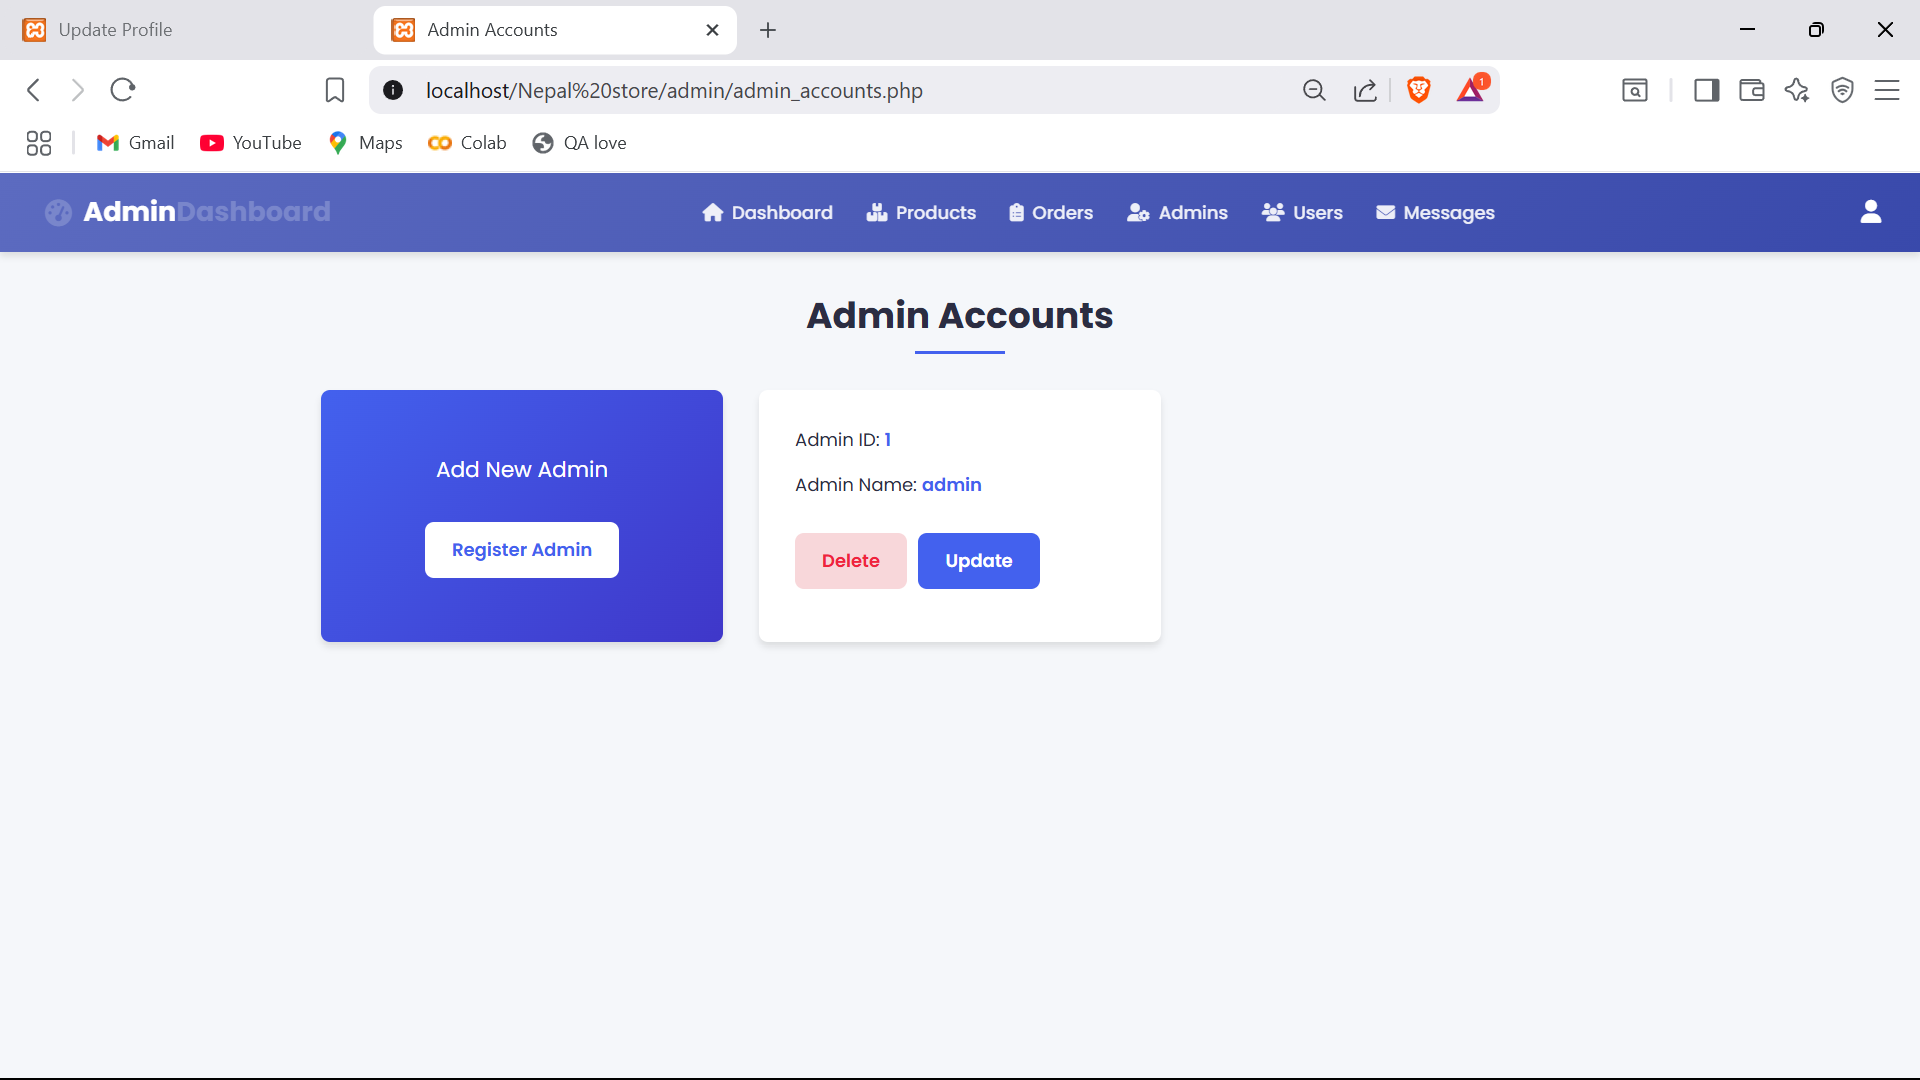 Update Profile
Admin Accounts
localhost/Nepal%20store/admin/admin_accounts.php
1
Gmail
YouTube
Maps
Colab
QA love
AdminDashboard
Dashboard
Products
Orders
Admins
Users
Messages
Admin Accounts
Add New Admin
Register Admin
Admin ID: 1
Admin Name: admin
Delete
Update